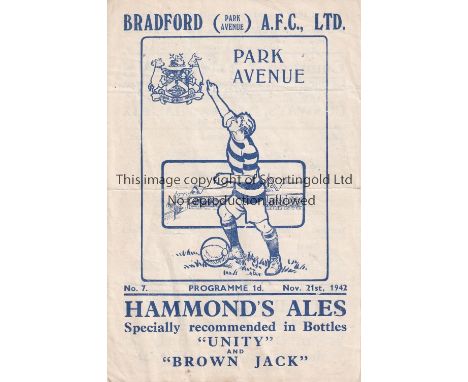 BRADFORD (PARK AVENUE) A.F.C., LTD.
PARK
AVENUE
This image copyright of Sportingold Ltd
No reproduction allowed
No. 7. PROGRAMME 1d. Nov. 21st, 1942
HAMMOND'S ALES
Specially recommended in Bottles
"UNITY"
AND
"BROWN JACK"